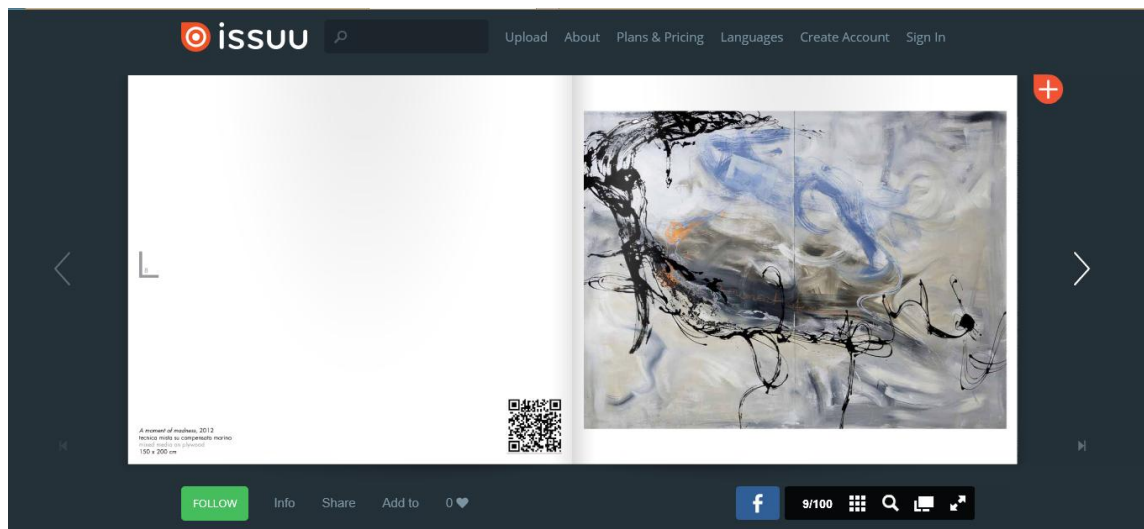 issuu
Upload About Plans & Pricing Languages Create Account Sign In
8
A moment of madness, 2012
tecnica mista su compensato marino
mixed media on plywood
150 x 200 cm
FOLLOW Info Share Add to 0
f 9/100